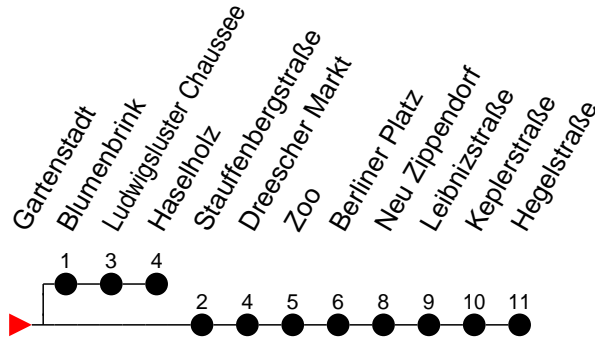 Gartenstadt
Blumenbrink
Ludwigsluster Chaussee
Haselholz
Stauffenbergstraße
Dreescher Markt
Zoo
Berliner Platz
Neu Zippendorf
Leibnizstraße
Keplerstraße
Hegelstraße
1 3 4
2 4 5 6 8 9 10 11